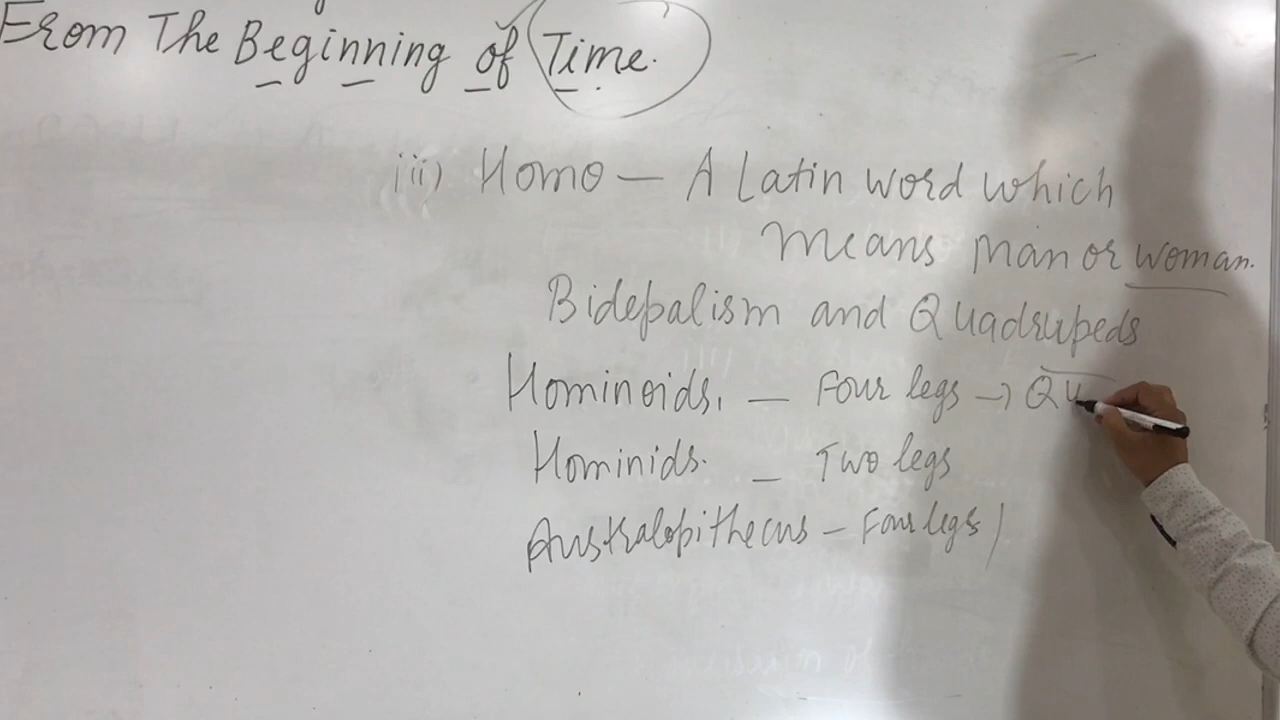 From The Beginning of Time.
iii) Homo — A Latin word which
Means Man or woman.
Bidepalism and Quadrupeds
Hominoids. — Four legs → Qu
Hominids. — Two legs
Australopithecus — Four legs /